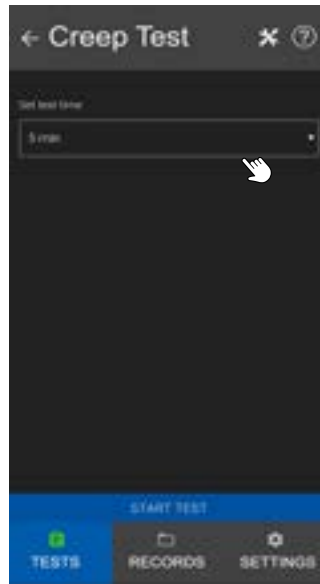 ← Creep Test
Set test time
5 min
START TEST
TESTS RECORDS SETTINGS